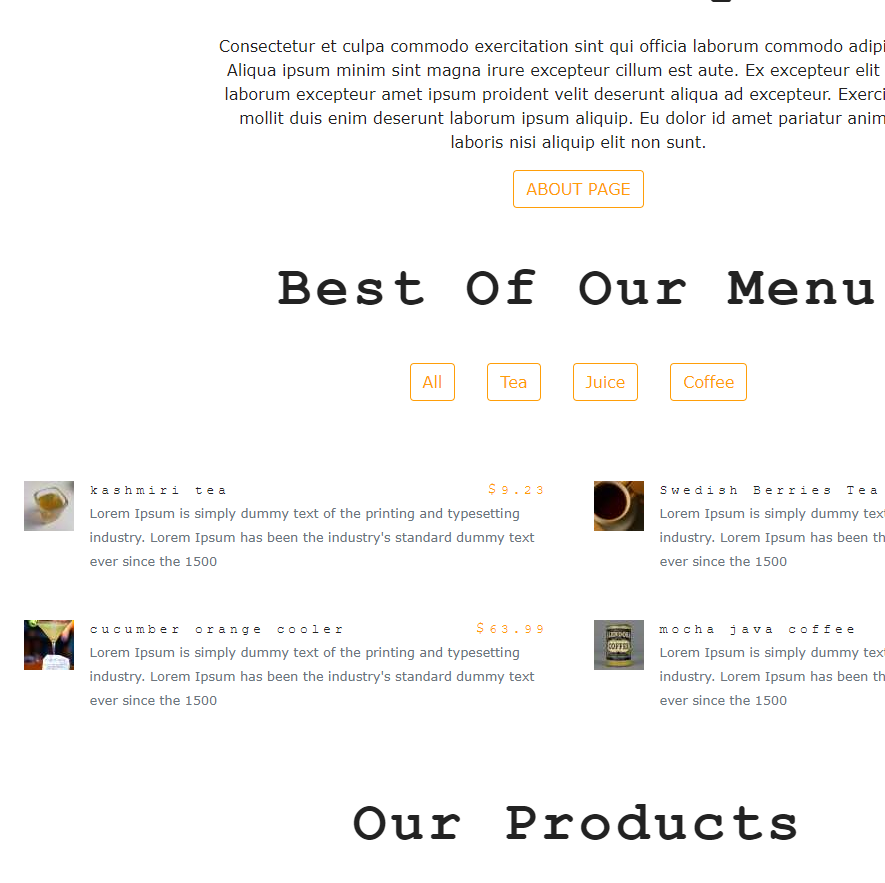 Consectetur et culpa commodo exercitation sint qui officia laborum commodo
Aliqua ipsum minim sint magna irure excepteur cillum est aute. Ex excepteur elit
laborum excepteur amet ipsum proident velit deserunt aliqua ad excepteur.
mollit duis enim deserunt laborum ipsum aliquip. Eu dolor id amet pariatur anim
laboris nisi aliquip elit non sunt.
ABOUT PAGE
Best Of Our Menu
All Tea Juice Coffee
kashmiri tea $9.23
Lorem Ipsum is simply dummy text of the printing and typesetting
industry. Lorem Ipsum has been the industry's standard dummy text
ever since the 1500
Swedish Berries Tea
Lorem Ipsum is simply dummy text
industry. Lorem Ipsum has been
ever since the 1500
cucumber orange cooler $63.99
Lorem Ipsum is simply dummy text of the printing and typesetting
industry. Lorem Ipsum has been the industry's standard dummy text
ever since the 1500
mocha java coffee
COFFEE
Lorem Ipsum is simply dummy text
industry. Lorem Ipsum has been
ever since the 1500
Our Products